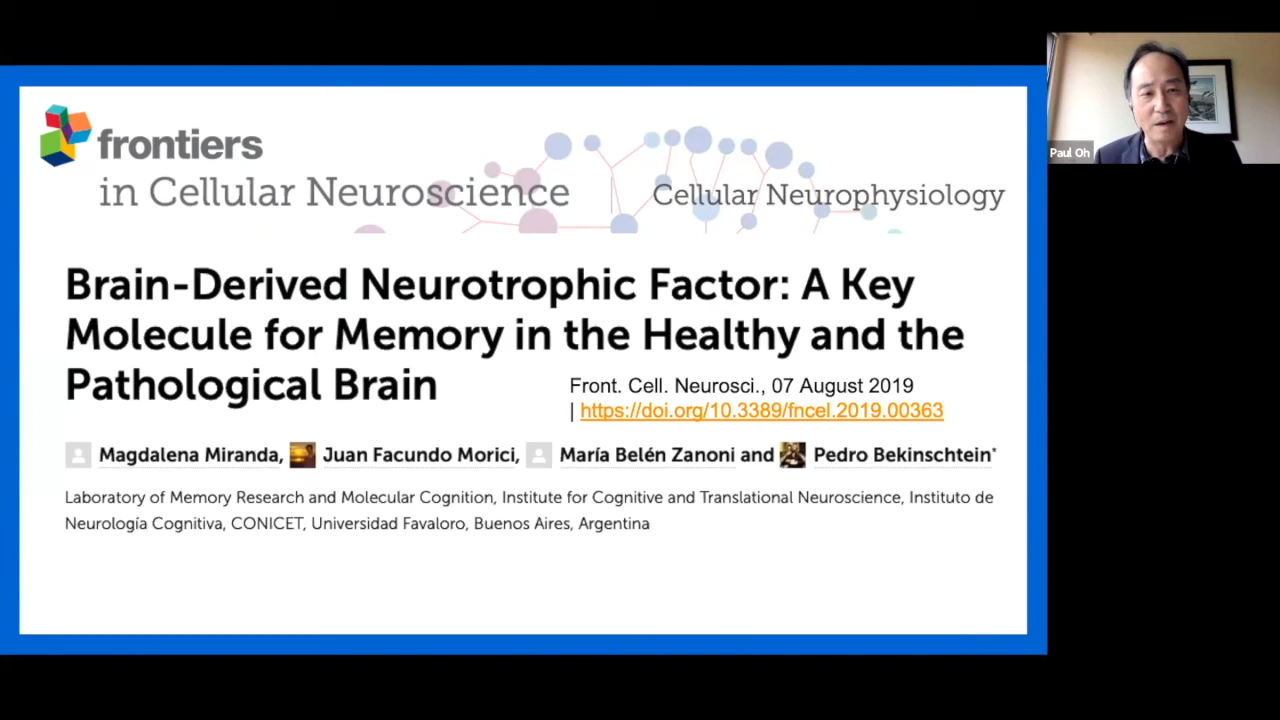 frontiers
in Cellular Neuroscience
Cellular Neurophysiology
Brain-Derived Neurotrophic Factor: A Key
Molecule for Memory in the Healthy and the
Pathological Brain
Front. Cell. Neurosci., 07 August 2019
| https://doi.org/10.3389/fncel.2019.00363
Magdalena Miranda, Juan Facundo Morici, María Belén Zanoni and Pedro Bekinschtein*
Laboratory of Memory Research and Molecular Cognition, Institute for Cognitive and Translational Neuroscience, Instituto de
Neurología Cognitiva, CONICET, Universidad Favaloro, Buenos Aires, Argentina
Paul Oh